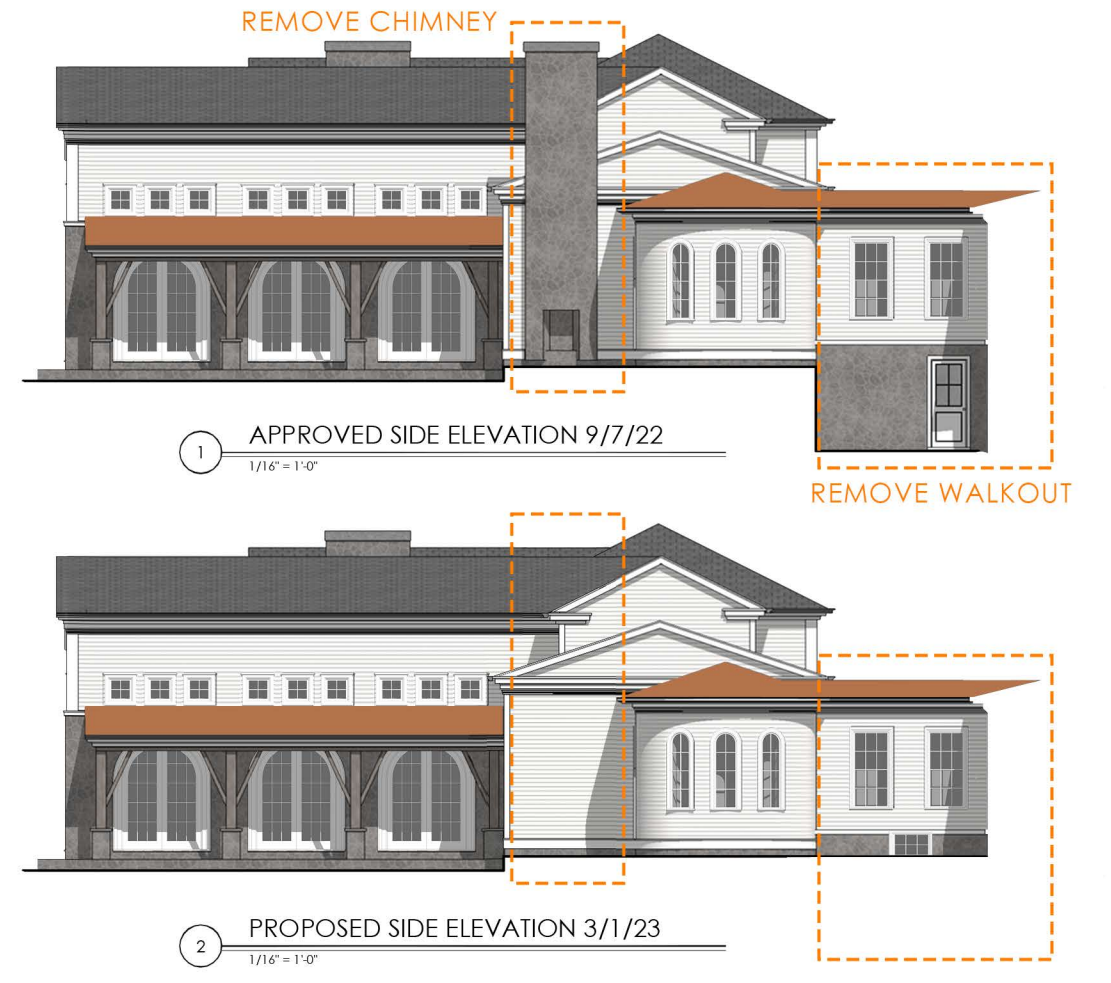 REMOVE CHIMNEY
1
APPROVED SIDE ELEVATION 9/7/22
1/16" = 1'-0"
REMOVE WALKOUT
2
PROPOSED SIDE ELEVATION 3/1/23
1/16" = 1'-0"